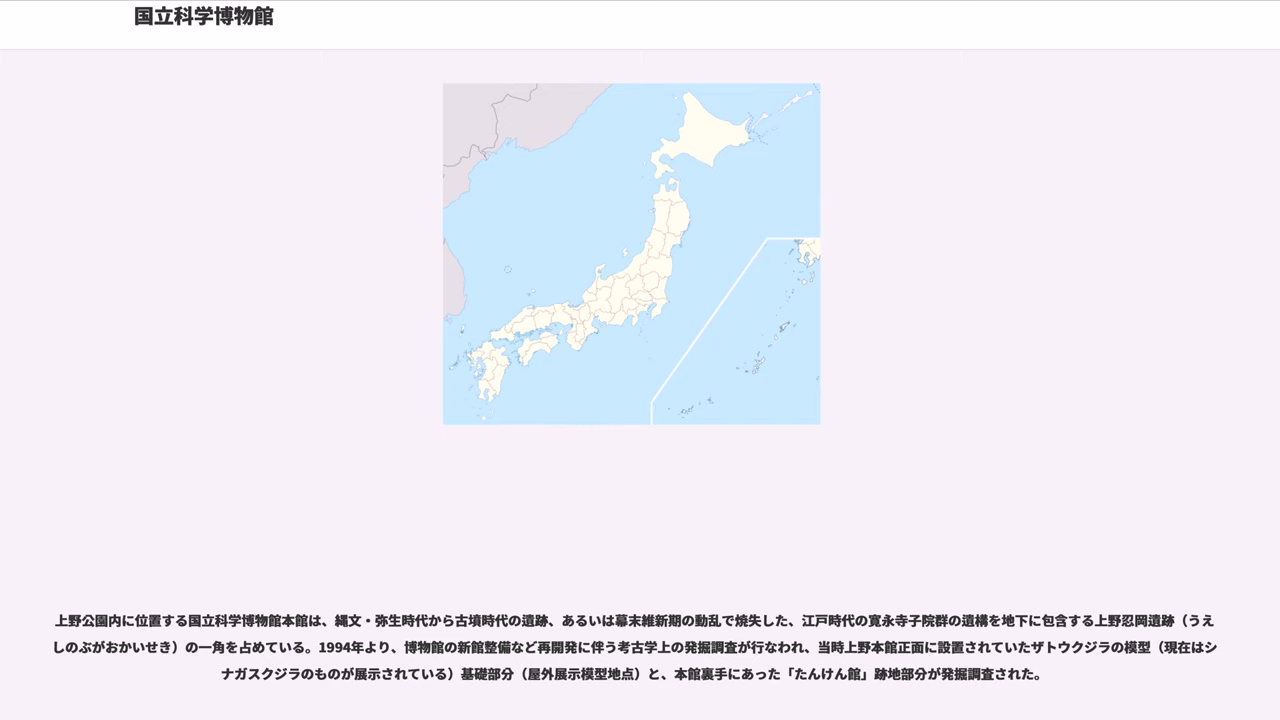 国立科学博物館
上野公園内に位置する国立科学博物館本館は、縄文・弥生時代から古墳時代の遺跡、あるいは幕末維新期の動乱で焼失した、江戸時代の寛永寺子院群の遺構を地下に包含する上野忍岡遺跡（うえ
しのぶがおかいせき）の一角を占めている。1994年より、博物館の新館整備など再開発に伴う考古学上の発掘調査が行なわれ、当時上野本館正面に設置されていたザトウクジラの模型（現在はシ
ナガスクジラのものが展示されている）基礎部分（屋外展示模型地点）と、本館裏手にあった「たんけん館」跡地部分が発掘調査された。